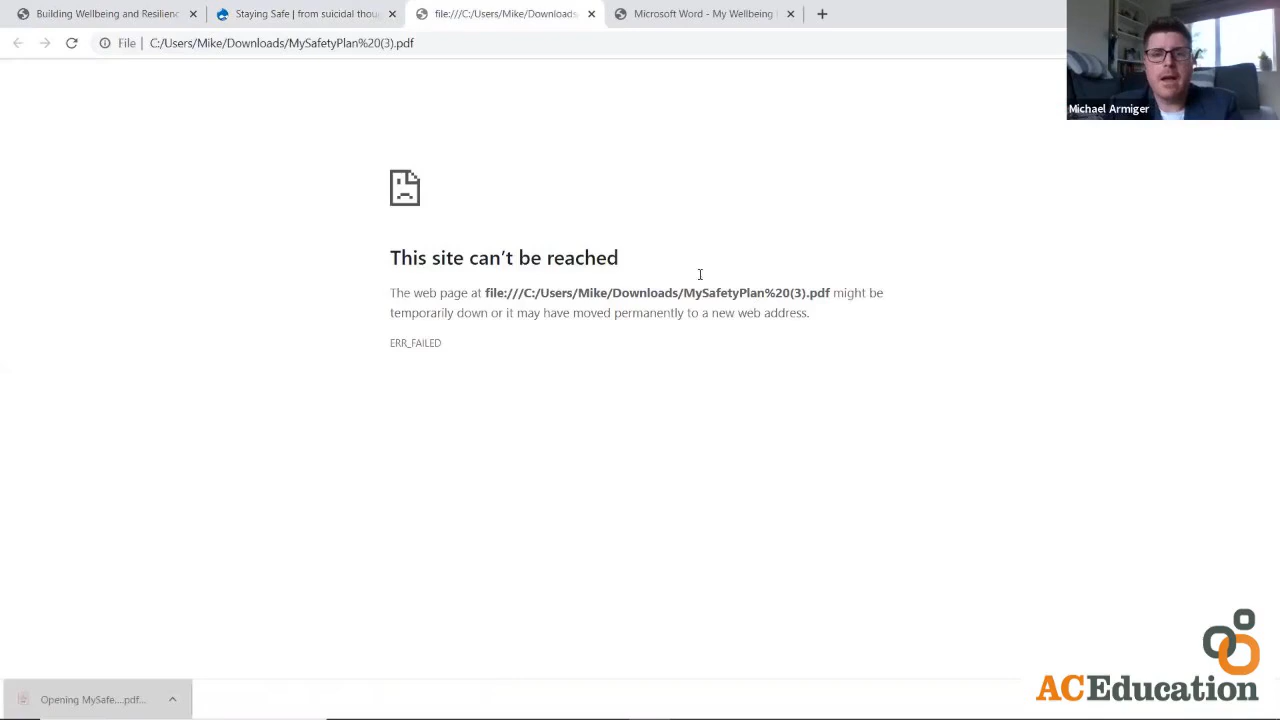 Building Wellbeing and Resilienc
Staying Safe | from suicidal thou
file:///C:/Users/Mike/Downloads
Microsoft Word - My Wellbeing
File | C:/Users/Mike/Downloads/MySafetyPlan%20(3).pdf
Michael Armiger
This site can't be reached
The web page at file:///C:/Users/Mike/Downloads/MySafetyPlan%20(3).pdf might be
temporarily down or it may have moved permanently to a new web address.
ERR_FAILED
Opening MySafe....pdf...
ACEducation